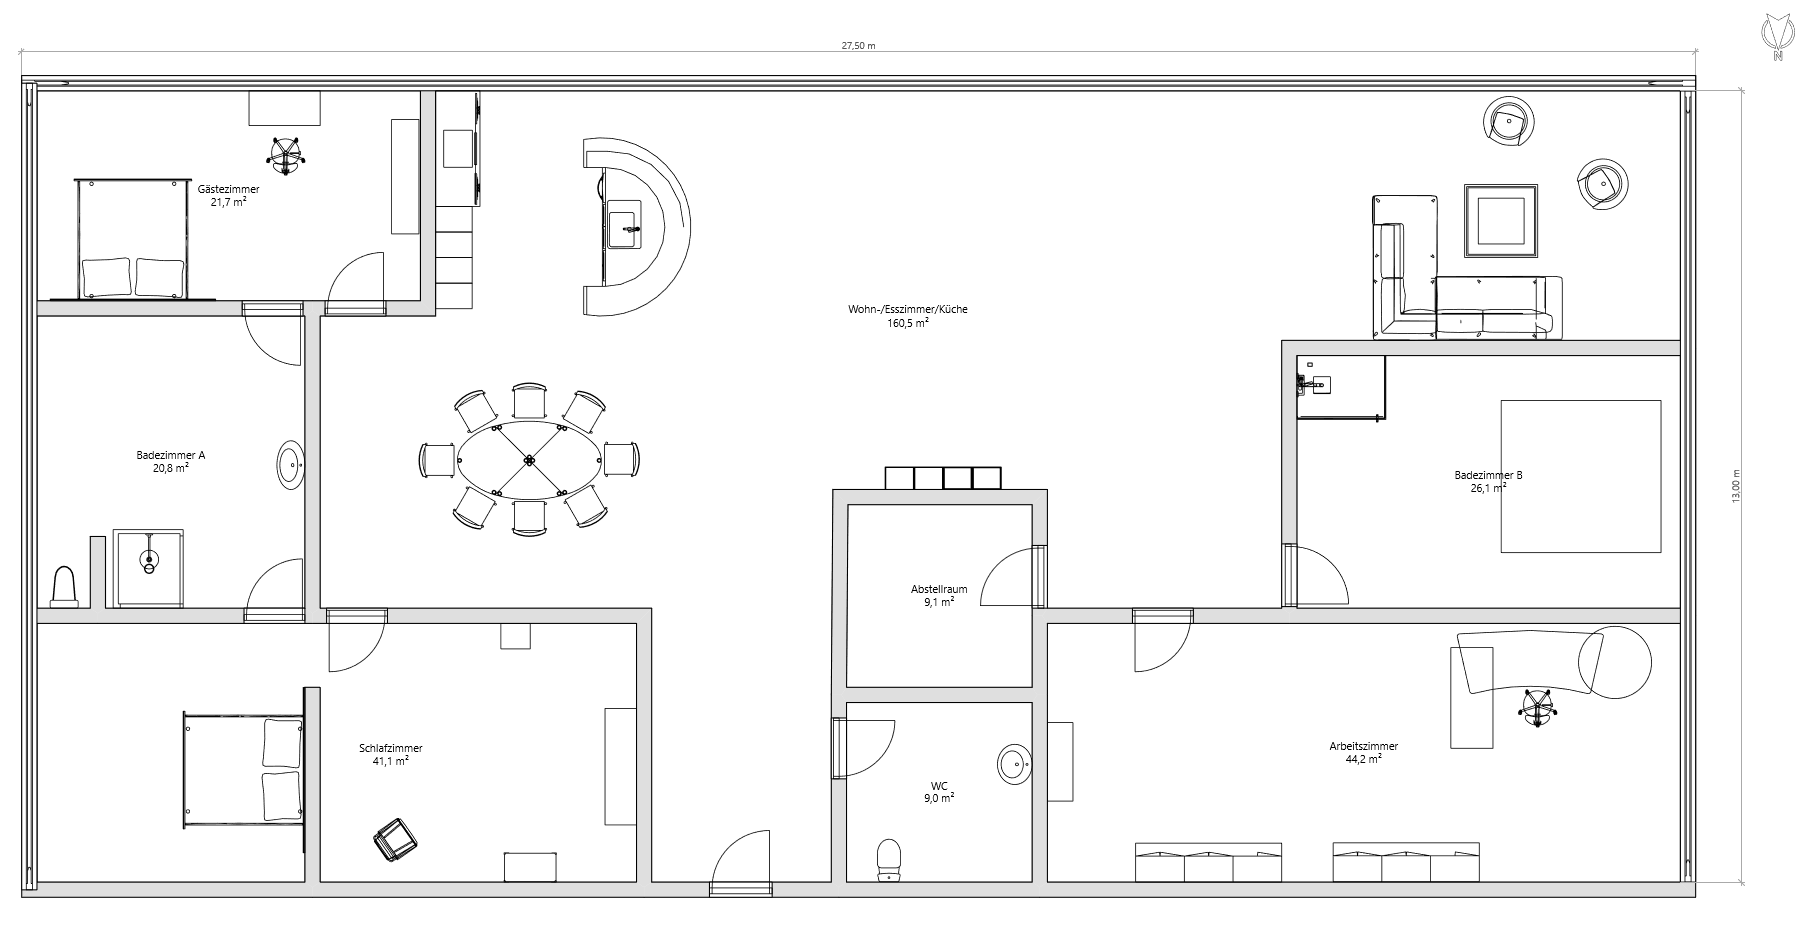 27,50 m
N
Gästezimmer
21,7 m²
Wohn-/Esszimmer/Küche
160,5 m²
Badezimmer A
20,8 m²
Badezimmer B
26,1 m²
13,00 m
Abstellraum
9,1 m²
Schlafzimmer
41,1 m²
Arbeitszimmer
44,2 m²
WC
9,0 m²